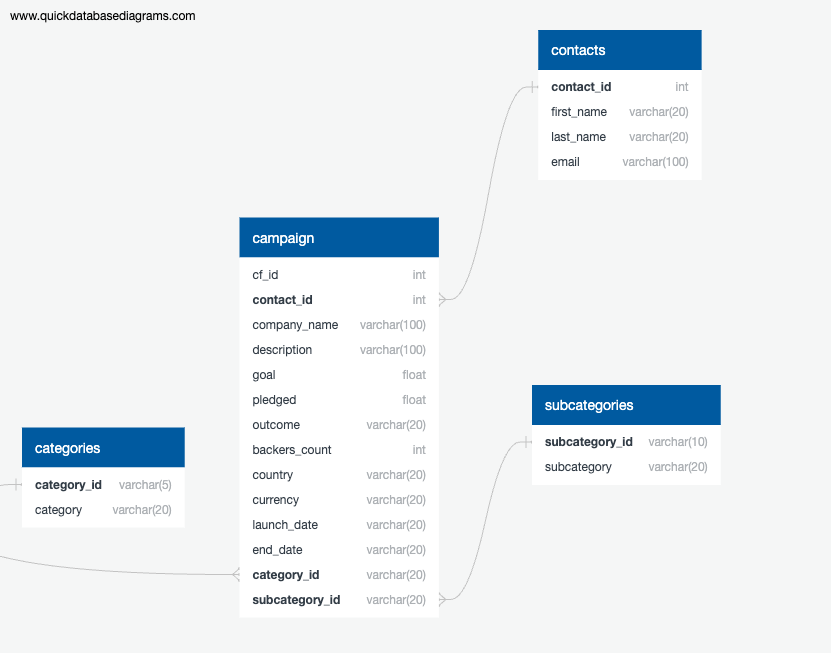 www.quickdatabasediagrams.com
contacts
contact_id int
first_name varchar(20)
last_name varchar(20)
email varchar(100)
campaign
cf_id int
contact_id int
company_name varchar(100)
description varchar(100)
goal float
pledged float
outcome varchar(20)
backers_count int
country varchar(20)
currency varchar(20)
launch_date varchar(20)
end_date varchar(20)
category_id varchar(20)
subcategory_id varchar(20)
subcategories
subcategory_id varchar(10)
subcategory varchar(20)
categories
category_id varchar(5)
category varchar(20)